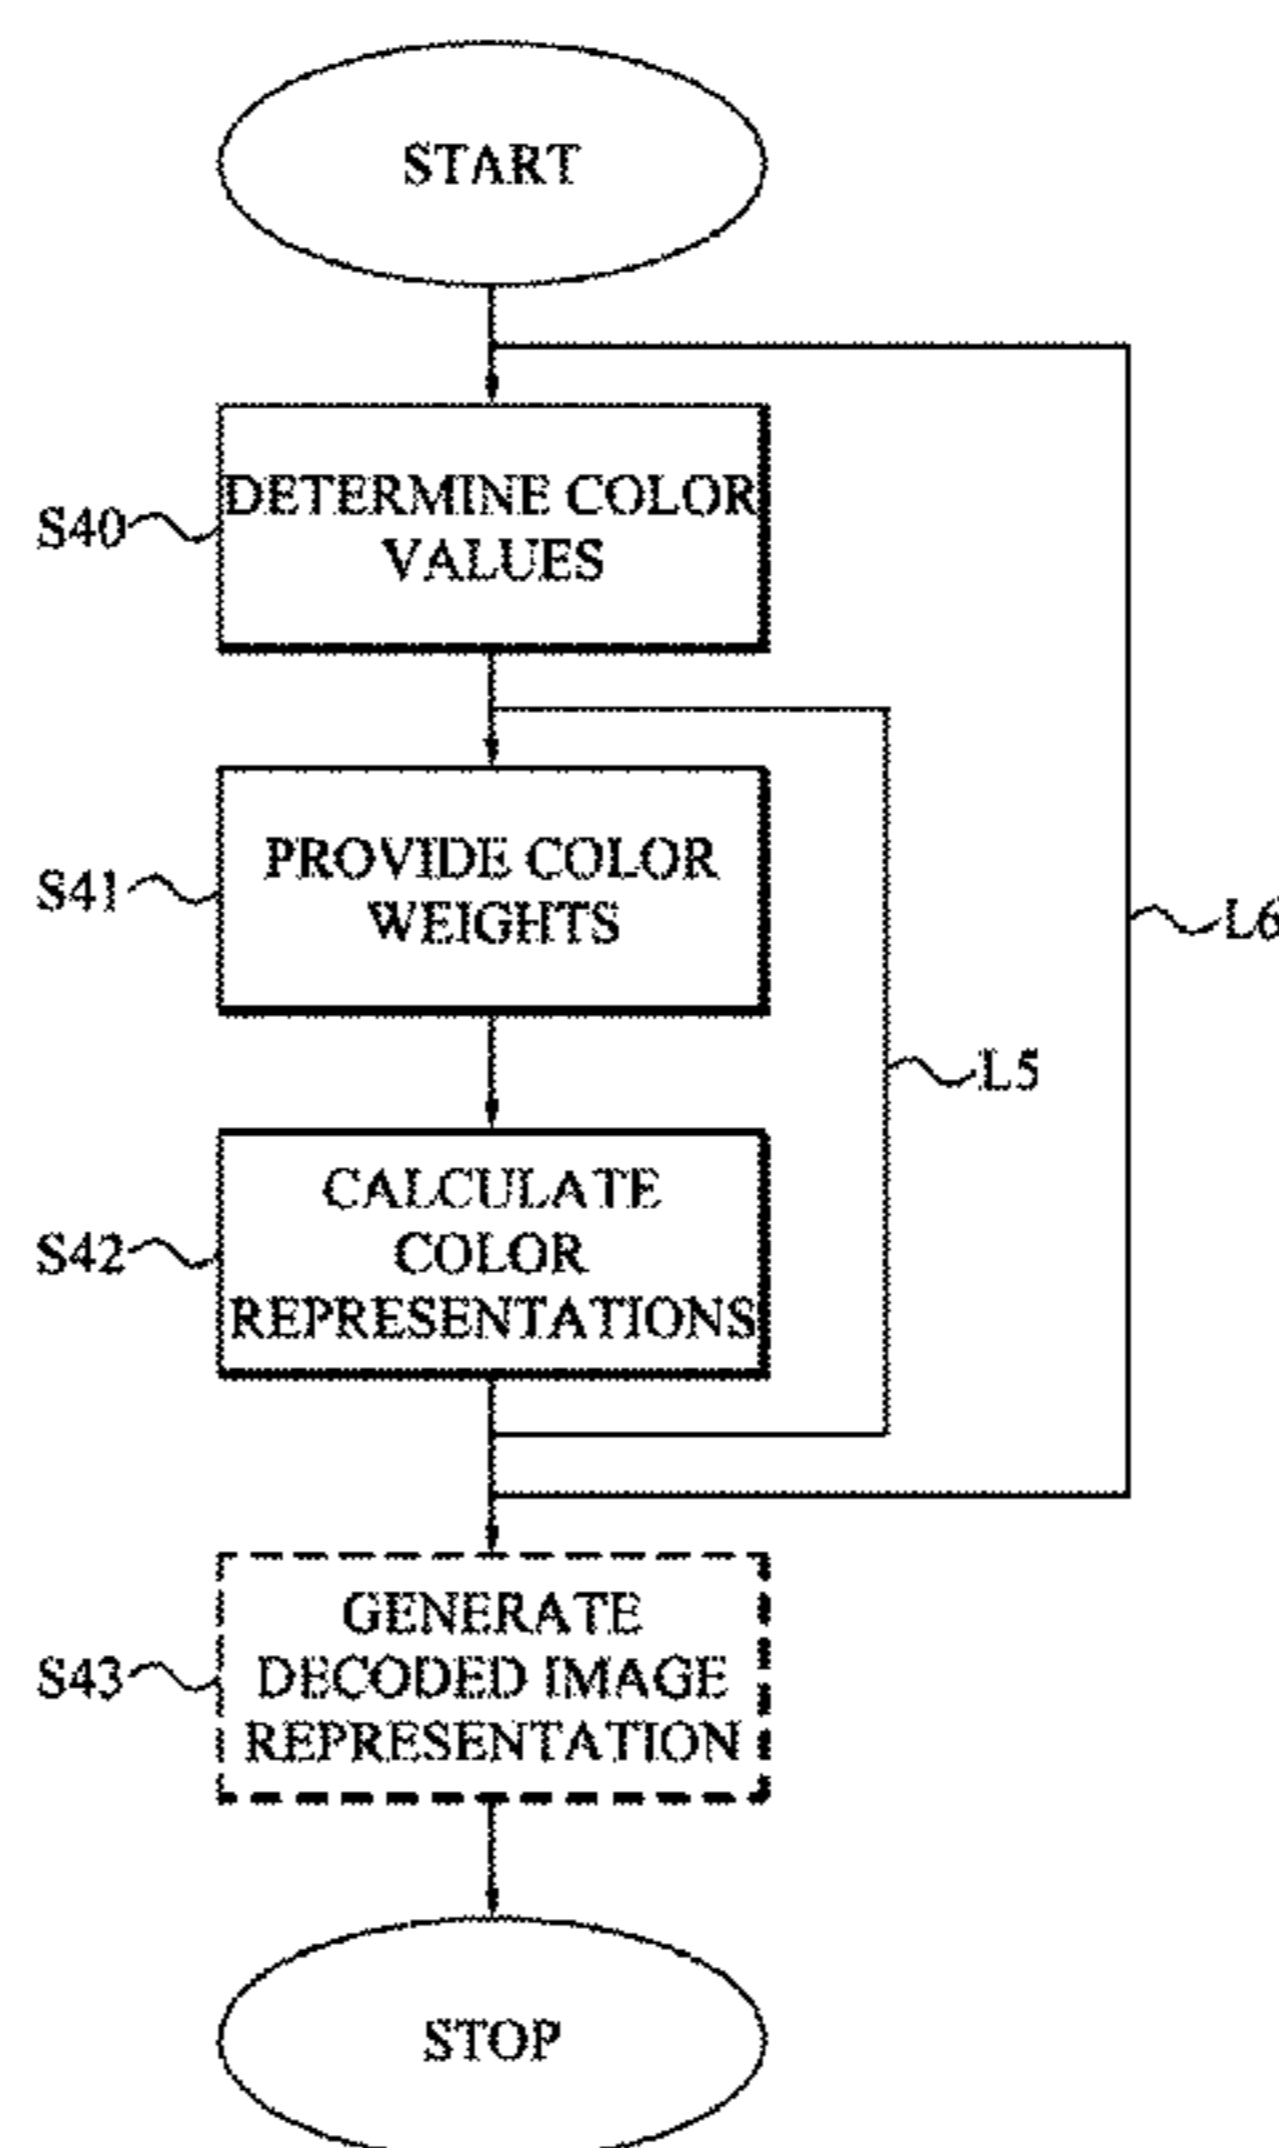 START
S40
DETERMINE COLOR
VALUES
S41
PROVIDE COLOR
WEIGHTS
L6
L5
S42
CALCULATE
COLOR
REPRESENTATIONS
S43
GENERATE
DECODED IMAGE
REPRESENTATION
STOP